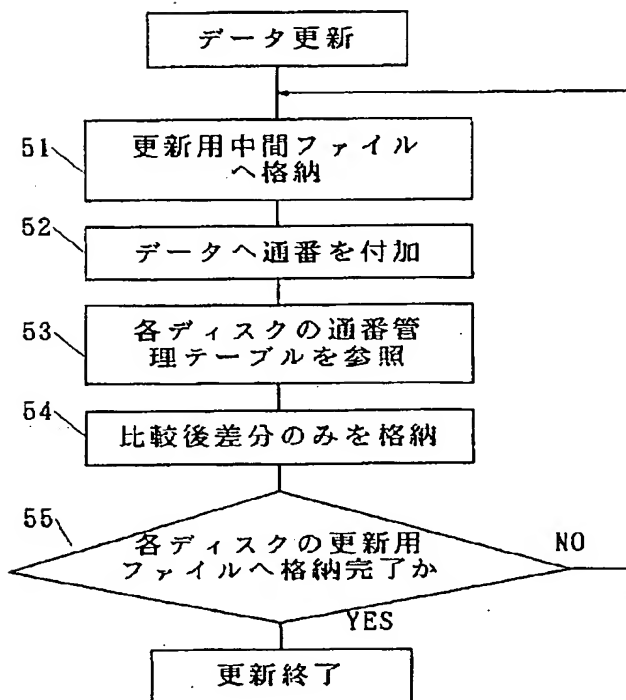 データ更新
51
更新用中間ファイル
へ格納
52
データへ通番を付加
53
各ディスクの通番管
理テーブルを参照
54
比較後差分のみを格納
55
各ディスクの更新用
ファイルへ格納完了か
NO
YES
更新終了